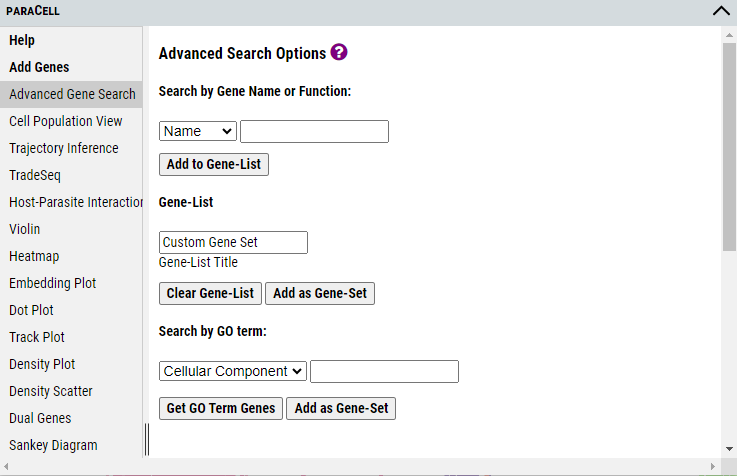 PARACELL
Help
Add Genes
Advanced Gene Search
Cell Population View
Trajectory Inference
TradeSeq
Host-Parasite Interaction
Violin
Heatmap
Embedding Plot
Dot Plot
Track Plot
Density Plot
Density Scatter
Dual Genes
Sankey Diagram
Advanced Search Options ?
Search by Gene Name or Function:
Name
Add to Gene-List
Gene-List
Custom Gene Set
Gene-List Title
Clear Gene-List Add as Gene-Set
Search by GO term:
Cellular Component
Get GO Term Genes Add as Gene-Set